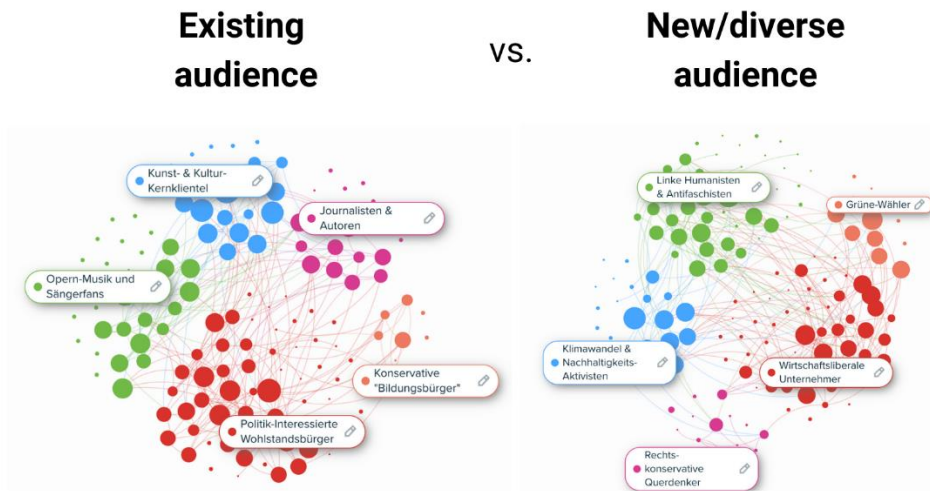 Existing
audience
vs.
New/diverse
audience
Kunst- & Kultur-
Kernklientel
Journalisten &
Autoren
Opern-Musik und
Sängerfans
Konservative
"Bildungsbürger"
Politik-Interessierte
Wohlstandsbürger
Linke Humanisten
& Antifaschisten
Grüne-Wähler
Klimawandel &
Nachhaltigkeits-
Aktivisten
Wirtschaftsliberale
Unternehmer
Rechts-
konservative
Querdenker